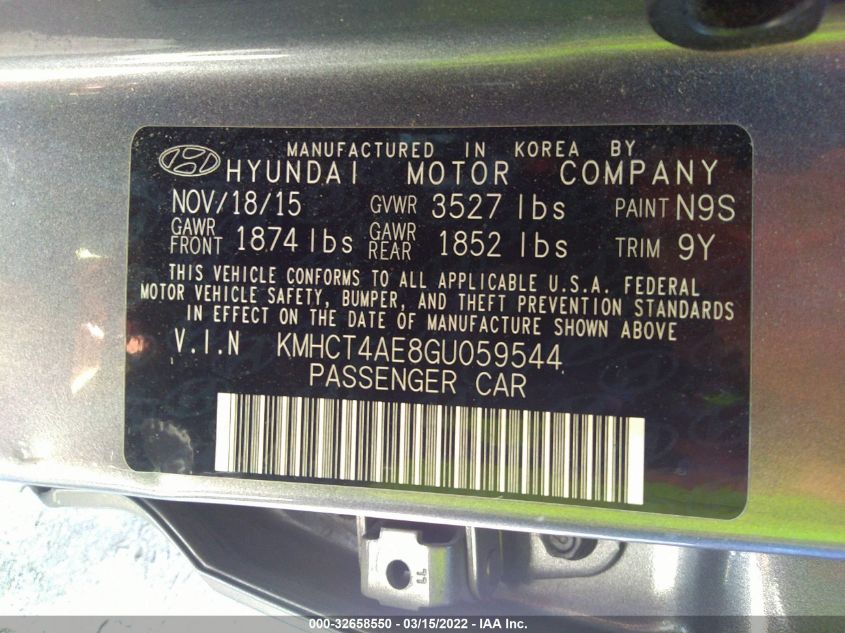 MANUFACTURED IN KOREA BY
HYUNDAI MOTOR COMPANY
NOV/18/15 GVWR 3527 lbs PAINT N9S
GAWR FRONT 1874 lbs GAWR REAR 1852 lbs TRIM 9Y
THIS VEHICLE CONFORMS TO ALL APPLICABLE U.S.A. FEDERAL
MOTOR VEHICLE SAFETY, BUMPER, AND THEFT PREVENTION STANDARDS
IN EFFECT ON THE DATE OF MANUFACTURE SHOWN ABOVE
V.I.N KMHCT4AE8GU059544
PASSENGER CAR
77
000-32658550 - 03/15/2022 - IAA Inc.